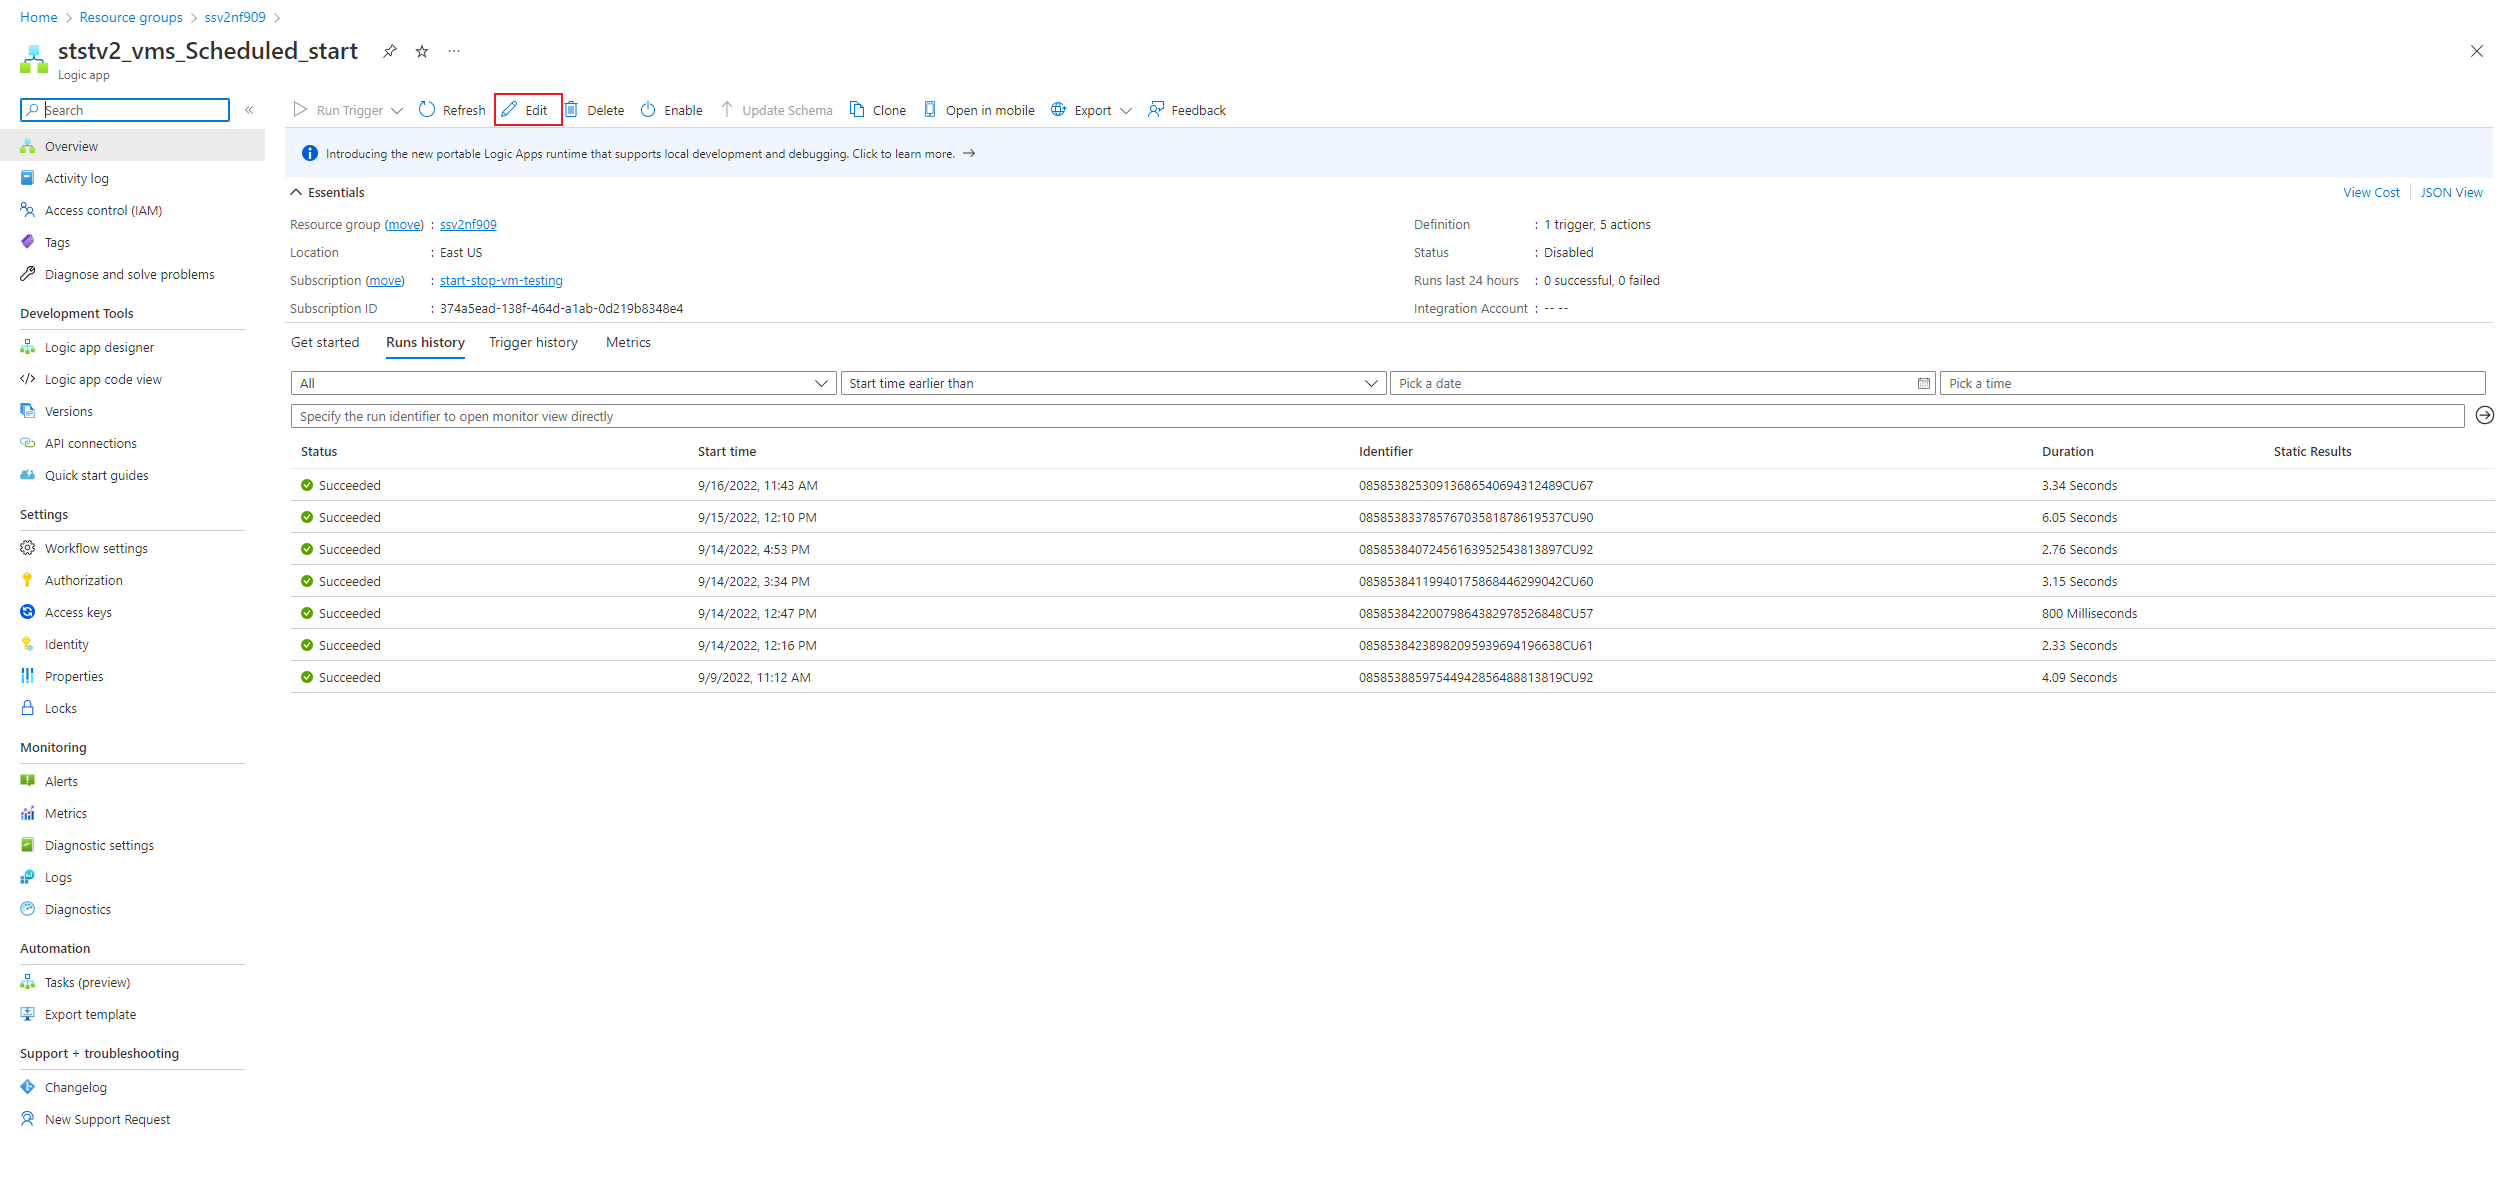 Home > Resource groups > ssv2nf909 >
ststv2_vms_Scheduled_start ...
Logic app
Search «
Run Trigger Refresh Edit Delete Enable Update Schema Clone Open in mobile Export Feedback
Overview
Activity log
Access control (IAM)
Tags
Diagnose and solve problems
Development Tools
Logic app designer
Logic app code view
Versions
API connections
Quick start guides
Settings
Workflow settings
Authorization
Access keys
Identity
Properties
Locks
Monitoring
Alerts
Metrics
Diagnostic settings
Logs
Diagnostics
Automation
Tasks (preview)
Export template
Support + troubleshooting
Changelog
New Support Request
Introducing the new portable Logic Apps runtime that supports local development and debugging. Click to learn more. →
Essentials View Cost JSON View
Resource group (move) : ssv2nf909 Definition : 1 trigger, 5 actions
Location : East US Status : Disabled
Subscription (move) : start-stop-vm-testing Runs last 24 hours : 0 successful, 0 failed
Subscription ID : 374a5ead-138f-464d-a1ab-0d219b8348e4 Integration Account : -- --
Get started Runs history Trigger history Metrics
All Start time earlier than Pick a date Pick a time
Specify the run identifier to open monitor view directly
Status Start time Identifier Duration Static Results
Succeeded 9/16/2022, 11:43 AM 08585382530913686540694312489CU67 3.34 Seconds
Succeeded 9/15/2022, 12:10 PM 08585383378576703581878619537CU90 6.05 Seconds
Succeeded 9/14/2022, 4:53 PM 08585384072456163952543813897CU92 2.76 Seconds
Succeeded 9/14/2022, 3:34 PM 08585384119940175868446299042CU60 3.15 Seconds
Succeeded 9/14/2022, 12:47 PM 08585384220079864382978526848CU57 800 Milliseconds
Succeeded 9/14/2022, 12:16 PM 08585384238982095939694196638CU61 2.33 Seconds
Succeeded 9/9/2022, 11:12 AM 08585388597544942856488813819CU92 4.09 Seconds